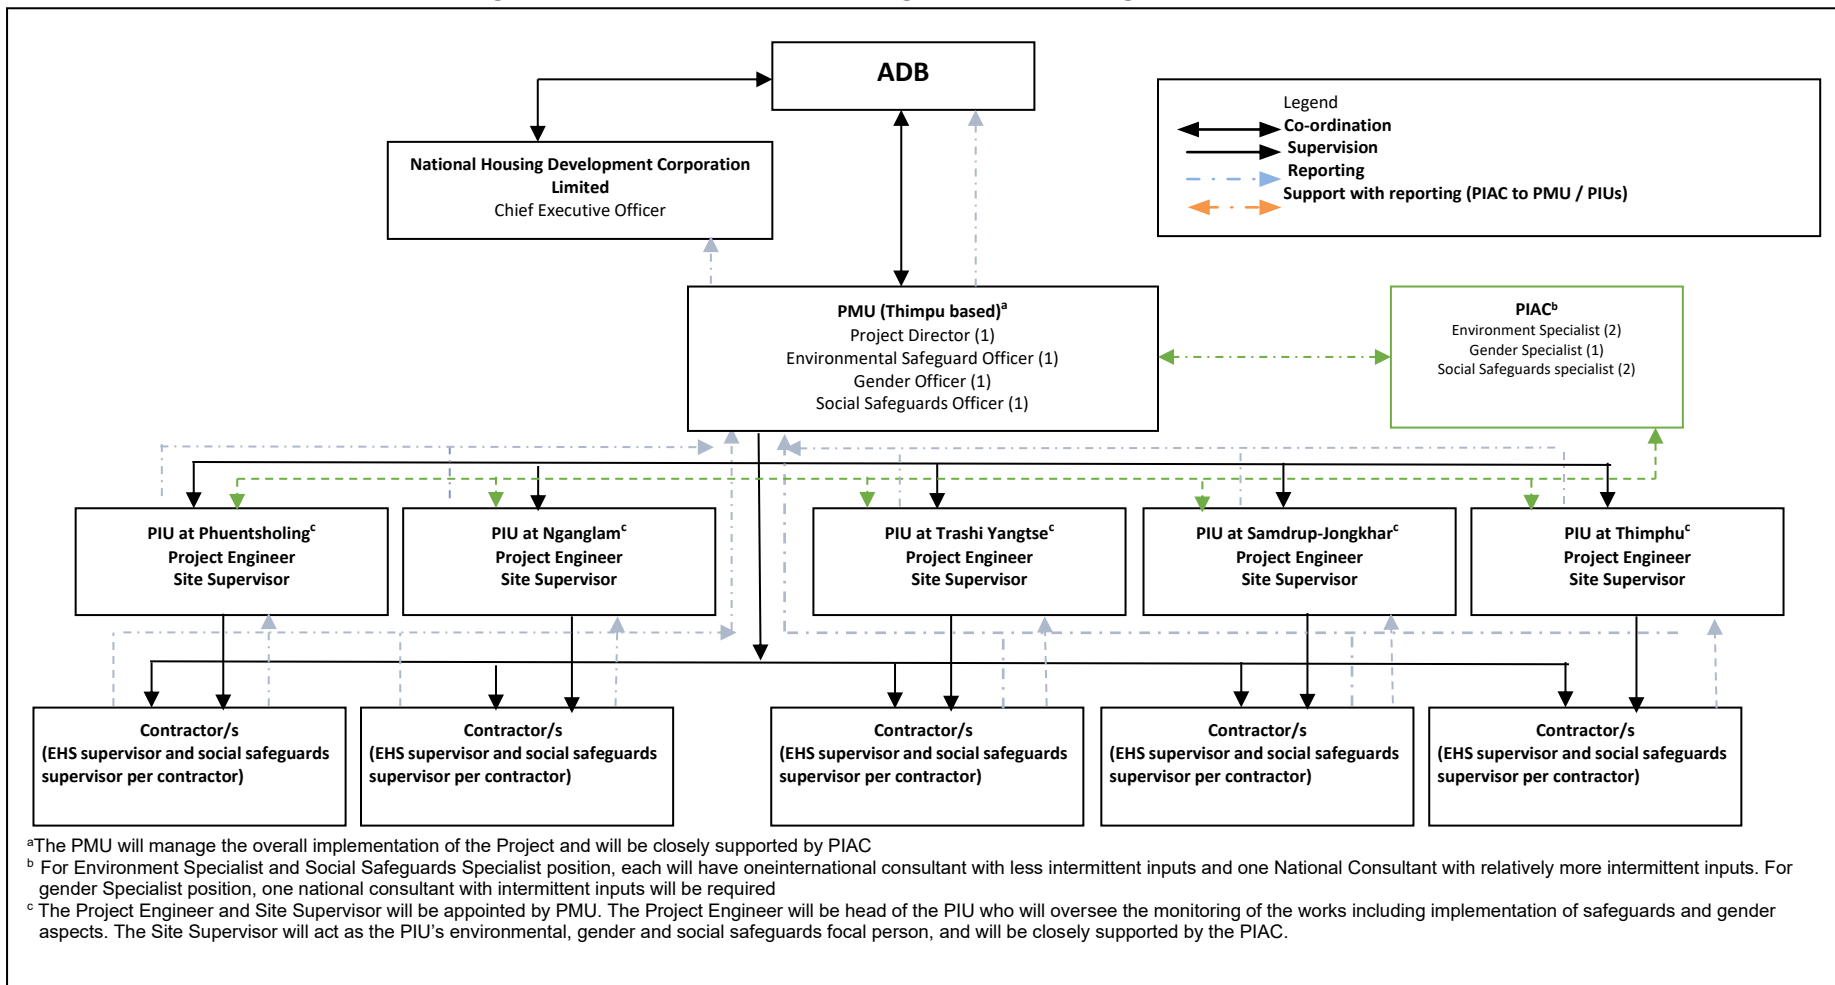 ADB
National Housing Development Corporation
Limited
Chief Executive Officer
Legend
Co-ordination
Supervision
Reporting
Support with reporting (PIAC to PMU / PIUs)
PMU (Thimpu based)a
Project Director (1)
Environmental Safeguard Officer (1)
Gender Officer (1)
Social Safeguards Officer (1)
PIACb
Environment Specialist (2)
Gender Specialist (1)
Social Safeguards specialist (2)
PIU at Phuentsholingc
Project Engineer
Site Supervisor
PIU at Nganglamc
Project Engineer
Site Supervisor
PIU at Trashi Yangtsec
Project Engineer
Site Supervisor
PIU at Samdrup-Jongkharc
Project Engineer
Site Supervisor
PIU at Thimphuc
Project Engineer
Site Supervisor
Contractor/s
(EHS supervisor and social safeguards
supervisor per contractor)
Contractor/s
(EHS supervisor and social safeguards
supervisor per contractor)
Contractor/s
(EHS supervisor and social safeguards
supervisor per contractor)
Contractor/s
(EHS supervisor and social safeguards
supervisor per contractor)
Contractor/s
(EHS supervisor and social safeguards
supervisor per contractor)
aThe PMU will manage the overall implementation of the Project and will be closely supported by PIAC
b For Environment Specialist and Social Safeguards Specialist position, each will have oneinternational consultant with less intermittent inputs and one National Consultant with relatively more intermittent inputs. For
gender Specialist position, one national consultant with intermittent inputs will be required
c The Project Engineer and Site Supervisor will be appointed by PMU. The Project Engineer will be head of the PIU who will oversee the monitoring of the works including implementation of safeguards and gender
aspects. The Site Supervisor will act as the PIU's environmental, gender and social safeguards focal person, and will be closely supported by the PIAC.